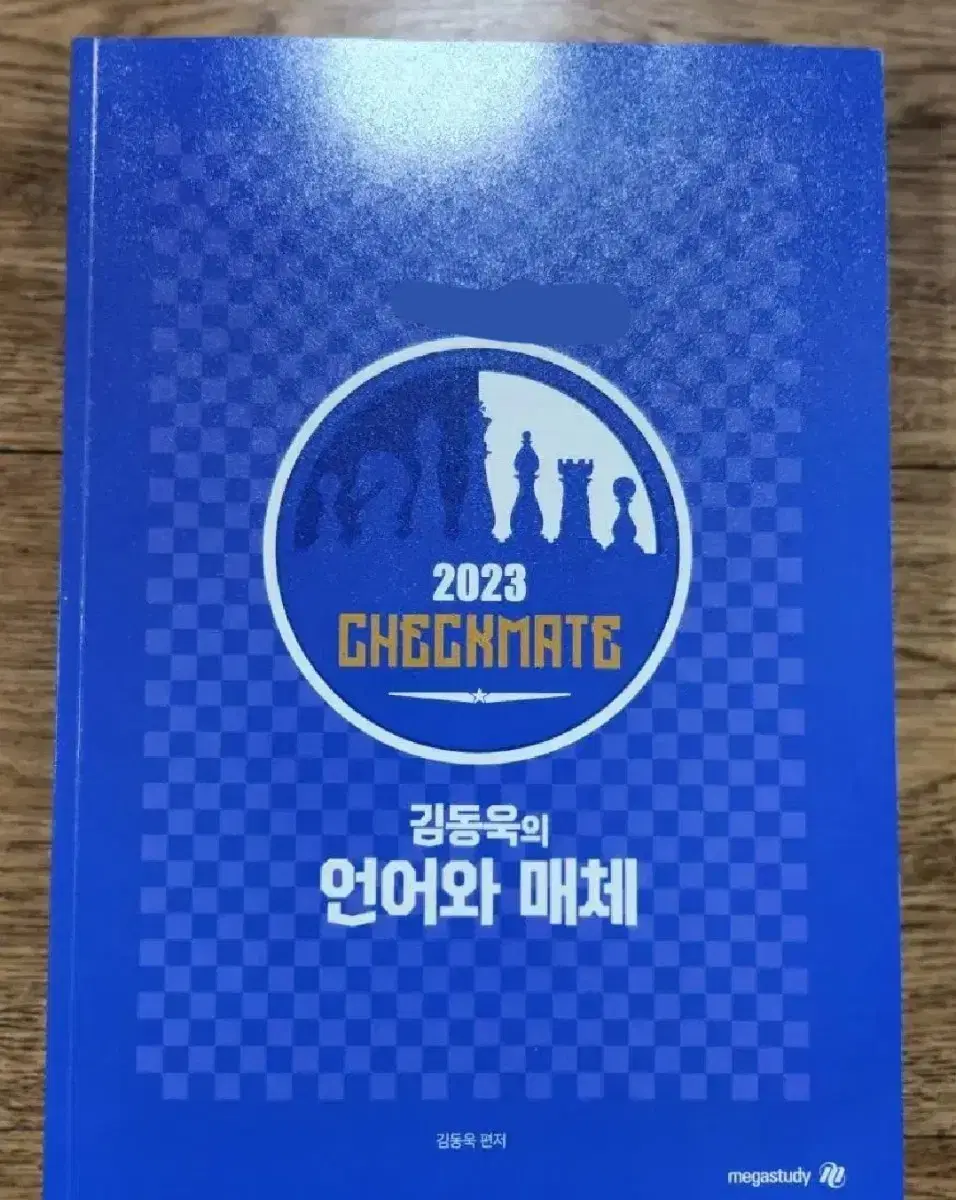 2023
CHECKMATE
김동욱의
언어와 매체
김동욱 편저
megastudy